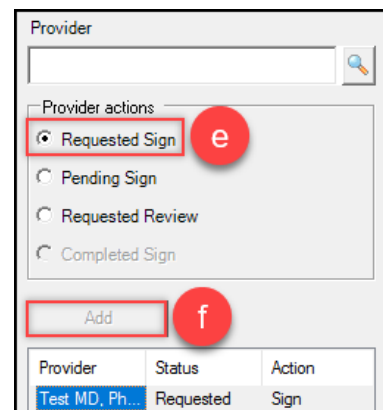 Provider
Provider actions
Requested Sign
e
Pending Sign
Requested Review
Completed Sign
Add
f
Provider Status Action
Test MD, Ph... Requested Sign